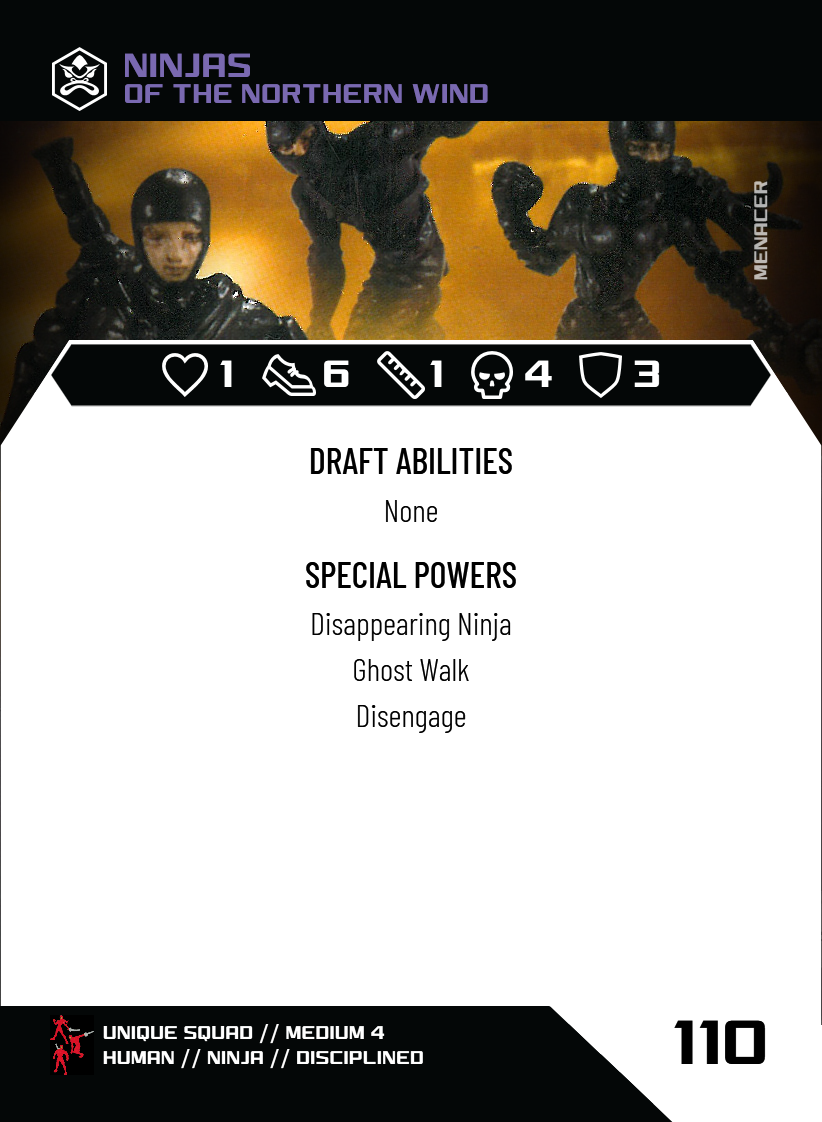 NINJAS
OF THE NORTHERN WIND
MENACER
1 6 1 4 3
DRAFT ABILITIES
None
SPECIAL POWERS
Disappearing Ninja
Ghost Walk
Disengage
UNIQUE SQUAD // MEDIUM 4
HUMAN // NINJA // DISCIPLINED
110